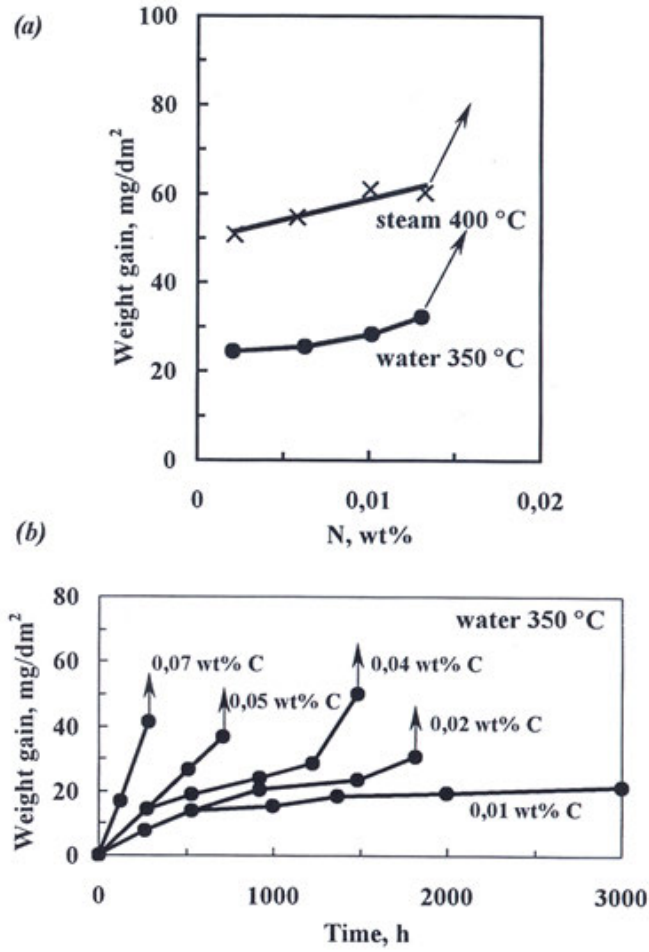 (a)
100
80
60
40
20
0
Weight gain, mg/dm²
steam 400 °C
water 350 °C
0
0,01
0,02
N, wt%
(b)
80
60
40
20
0
Weight gain, mg/dm²
water 350 °C
0,07 wt% C
0,05 wt% C
0,04 wt% C
0,02 wt% C
0,01 wt% C
0
1000
2000
3000
Time, h